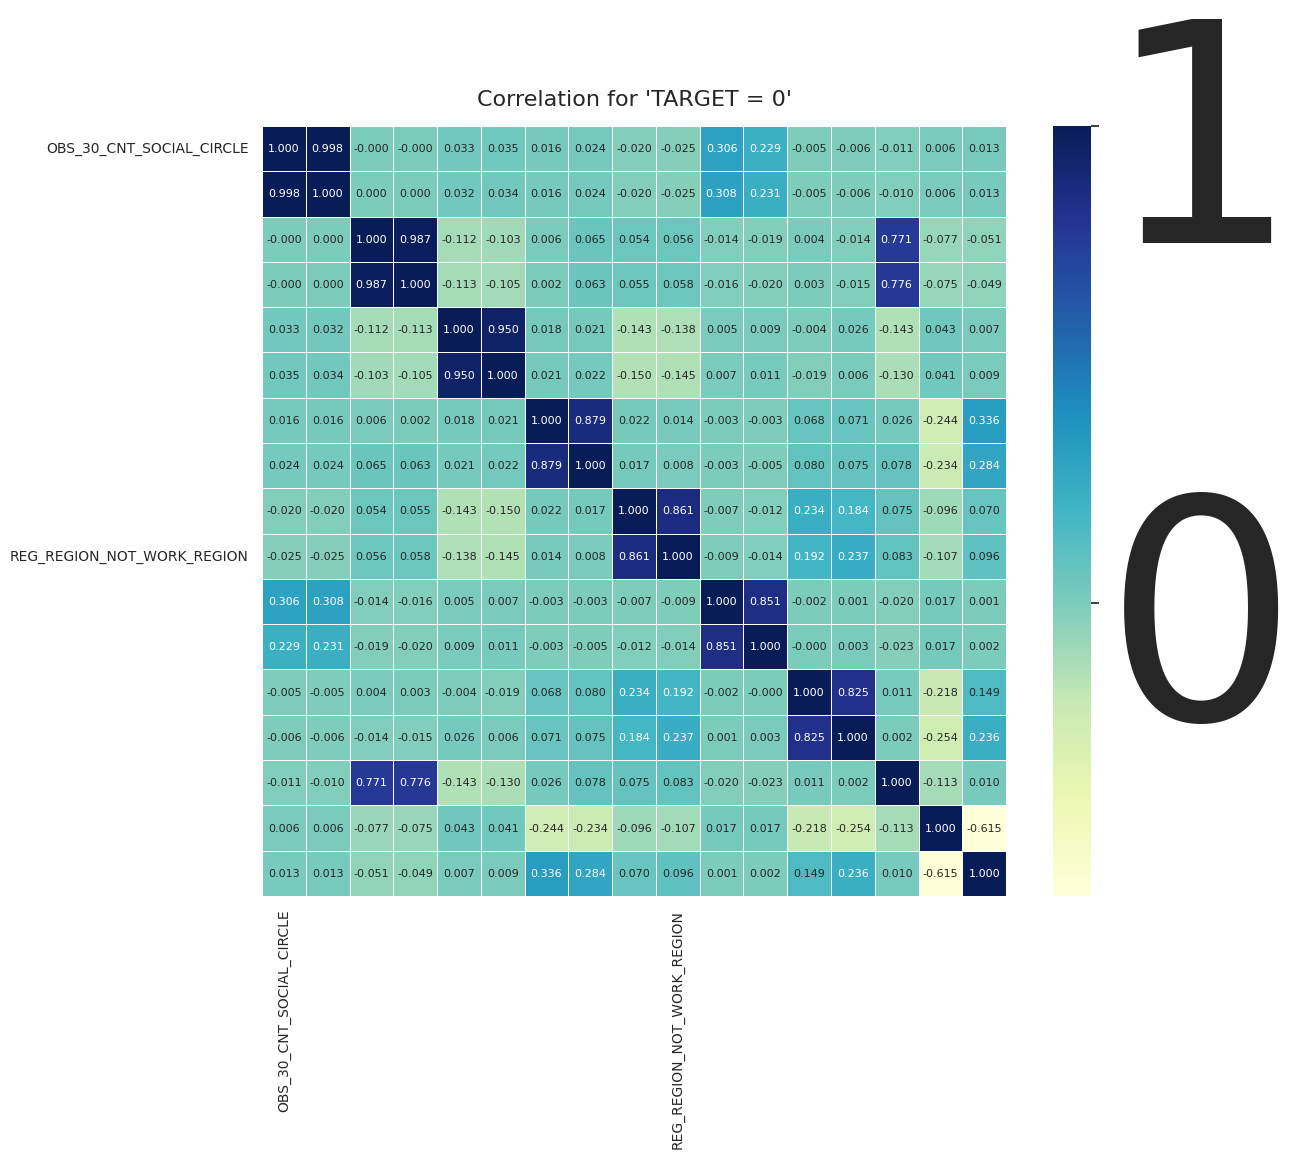 Correlation for 'TARGET = 0'
OBS_30_CNT_SOCIAL_CIRCLE 1.000 0.998 -0.000 -0.000 0.033 0.035 0.016 0.024 -0.020 -0.025 0.306 0.229 -0.005 -0.006 -0.011 0.006 0.013
0.998 1.000 0.000 0.000 0.032 0.034 0.016 0.024 -0.020 -0.025 0.308 0.231 -0.005 -0.006 -0.010 0.006 0.013
-0.000 0.000 1.000 0.987 -0.112 -0.103 0.006 0.065 0.054 0.056 -0.014 -0.019 0.004 -0.014 0.771 -0.077 -0.051
-0.000 0.000 0.987 1.000 -0.113 -0.105 0.002 0.063 0.055 0.058 -0.016 -0.020 0.003 -0.015 0.776 -0.075 -0.049
0.033 0.032 -0.112 -0.113 1.000 0.950 0.018 0.021 -0.143 -0.138 0.005 0.009 -0.004 0.026 -0.143 0.043 0.007
0.035 0.034 -0.103 -0.105 0.950 1.000 0.021 0.022 -0.150 -0.145 0.007 0.011 -0.019 0.006 -0.130 0.041 0.009
0.016 0.016 0.006 0.002 0.018 0.021 1.000 0.879 0.022 0.014 -0.003 -0.003 0.068 0.071 0.026 -0.244 0.336
0.024 0.024 0.065 0.063 0.021 0.022 0.879 1.000 0.017 0.008 -0.003 -0.005 0.080 0.075 0.078 -0.234 0.284
-0.020 -0.020 0.054 0.055 -0.143 -0.150 0.022 0.017 1.000 0.861 -0.007 -0.012 0.234 0.184 0.075 -0.096 0.070
REG_REGION_NOT_WORK_REGION -0.025 -0.025 0.056 0.058 -0.138 -0.145 0.014 0.008 0.861 1.000 -0.009 -0.014 0.192 0.237 0.083 -0.107 0.096
0.306 0.308 -0.014 -0.016 0.005 0.007 -0.003 -0.003 -0.007 -0.009 1.000 0.851 -0.002 0.001 -0.020 0.017 0.001
0.229 0.231 -0.019 -0.020 0.009 0.011 -0.003 -0.005 -0.012 -0.014 0.851 1.000 -0.000 0.003 -0.023 0.017 0.002
-0.005 -0.005 0.004 0.003 -0.004 -0.019 0.068 0.080 0.234 0.192 -0.002 -0.000 1.000 0.825 0.011 -0.218 0.149
-0.006 -0.006 -0.014 -0.015 0.026 0.006 0.071 0.075 0.184 0.237 0.001 0.003 0.825 1.000 0.002 -0.254 0.236
-0.011 -0.010 0.771 0.776 -0.143 -0.130 0.026 0.078 0.075 0.083 -0.020 -0.023 0.011 0.002 1.000 -0.113 0.010
0.006 0.006 -0.077 -0.075 0.043 0.041 -0.244 -0.234 -0.096 -0.107 0.017 0.017 -0.218 -0.254 -0.113 1.000 -0.615
0.013 0.013 -0.051 -0.049 0.007 0.009 0.336 0.284 0.070 0.096 0.001 0.002 0.149 0.236 0.010 -0.615 1.000
OBS_30_CNT_SOCIAL_CIRCLE
REG_REGION_NOT_WORK_REGION
1
0